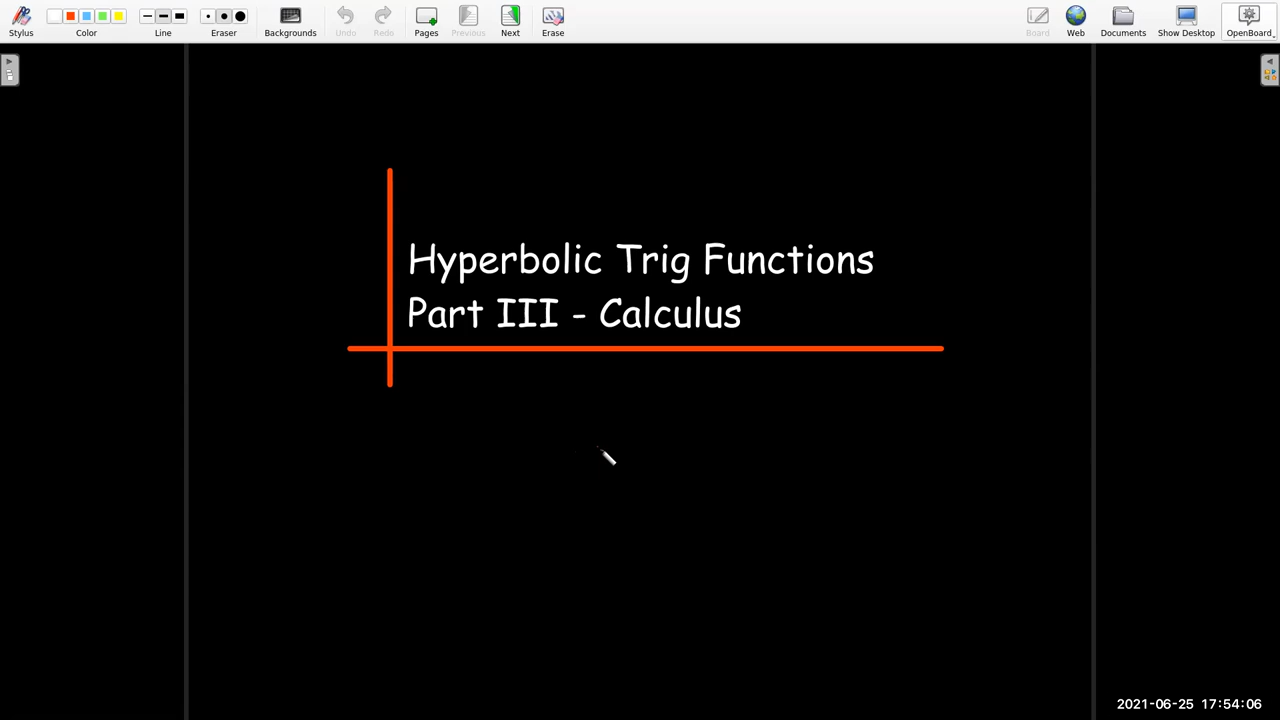 Stylus
Color
Line
Eraser
Backgrounds
Undo
Redo
Pages
Previous
Next
Erase
Board
Web
Documents
Show Desktop
OpenBoard
Hyperbolic Trig Functions
Part III - Calculus
2021-06-25 17:54:06